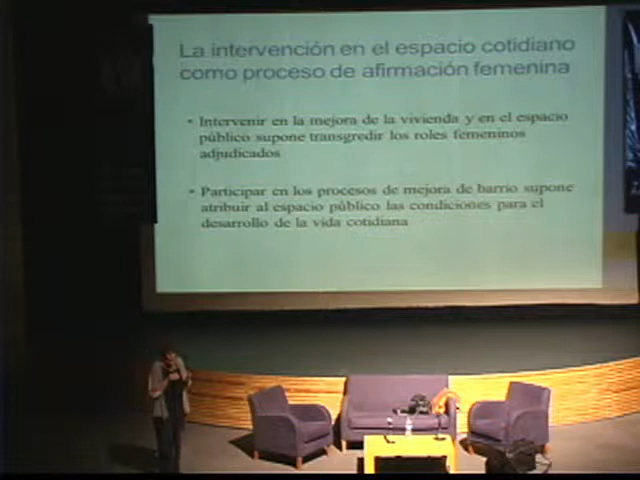 La intervención en el espacio cotidiano
como proceso de afirmación femenina
• Intervenir en la mejora de la vivienda y en el espacio
público supone transgredir los roles femeninos
adjudicados
• Participar en los procesos de mejora de barrio supone
atribuir al espacio público las condiciones para el
desarrollo de la vida cotidiana